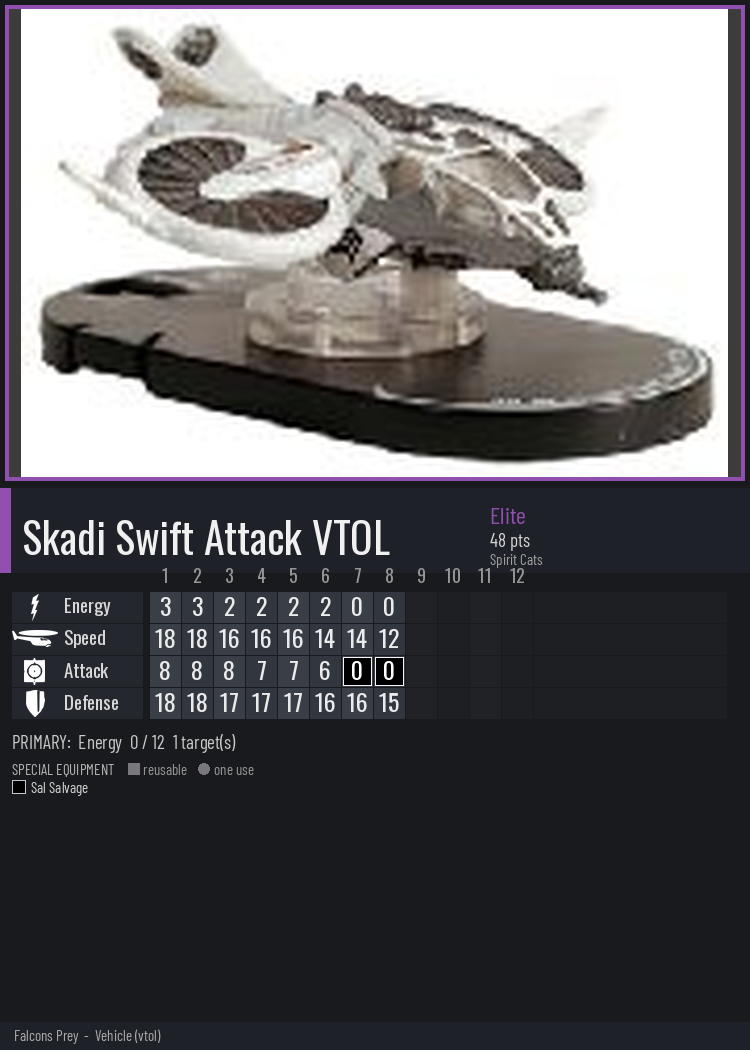 Skadi Swift Attack VTOL
Elite
48 pts
Spirit Cats
1 2 3 4 5 6 7 8 9 10 11 12
Energy 3 3 2 2 2 2 0 0
Speed 18 18 16 16 16 14 14 12
Attack 8 8 8 7 7 6 0 0
Defense 18 18 17 17 17 16 16 15
PRIMARY: Energy 0 / 12 1 target(s)
SPECIAL EQUIPMENT reusable one use
Sal Salvage
Falcons Prey - Vehicle (vtol)